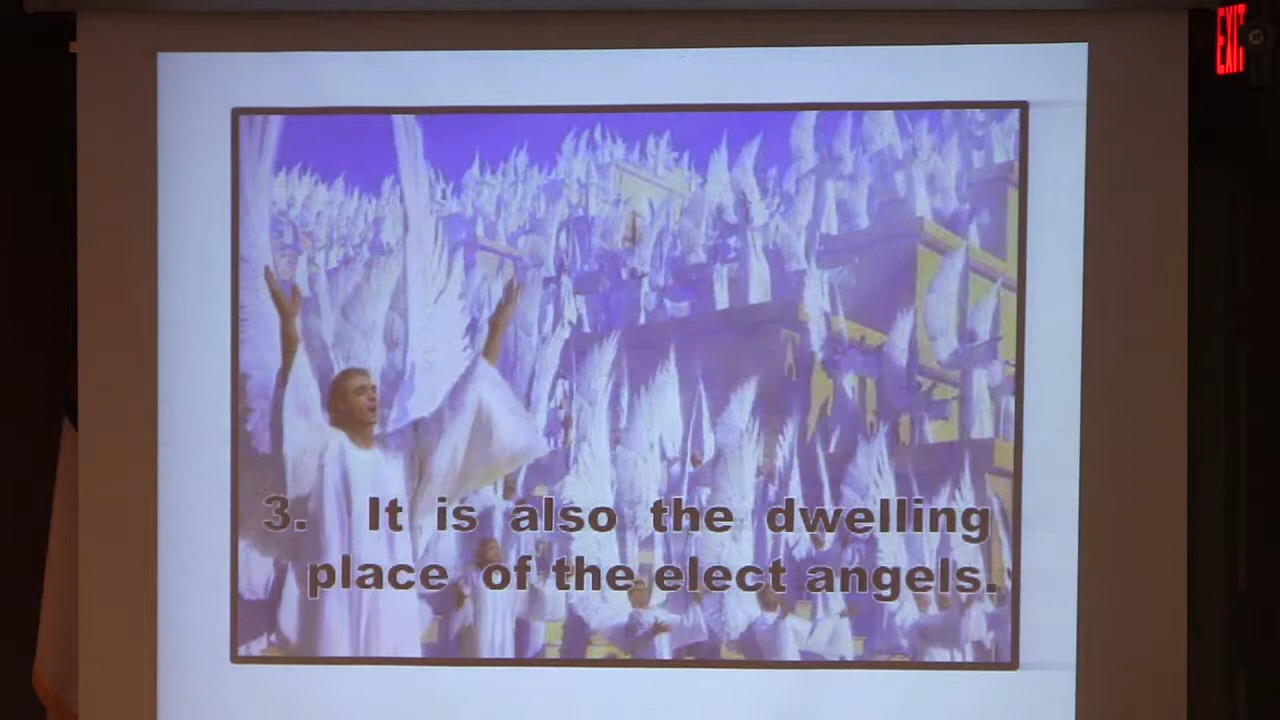 EXIT
3. It is also the dwelling
place of the elect angels.